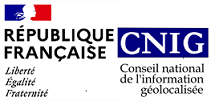 RÉPUBLIQUE
FRANÇAISE
Liberté
Égalité
Fraternité
CNIG
Conseil national
de l'information
géolocalisée